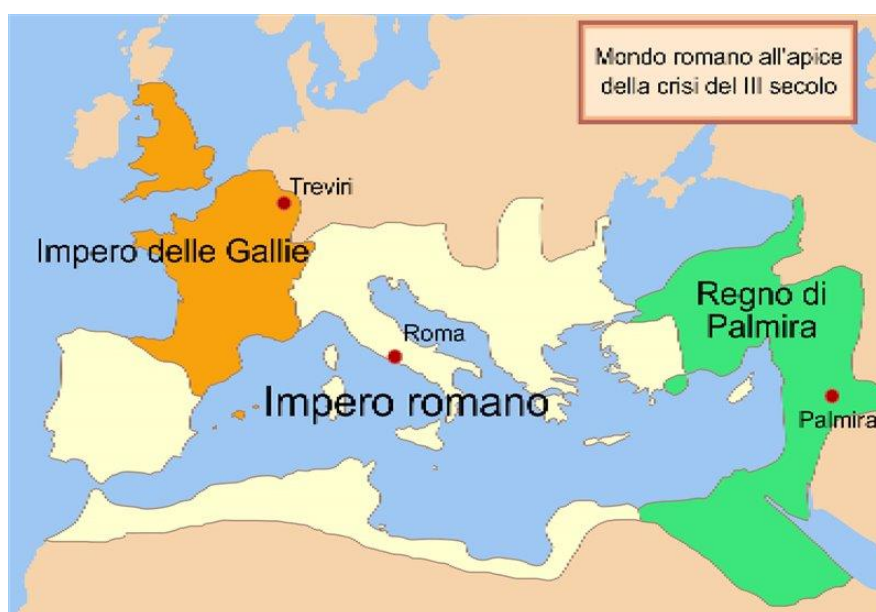 Mondo romano all'apice
della crisi del III secolo
Treviri
Impero delle Gallie
Regno di
Palmira
Roma
Impero romano
Palmira